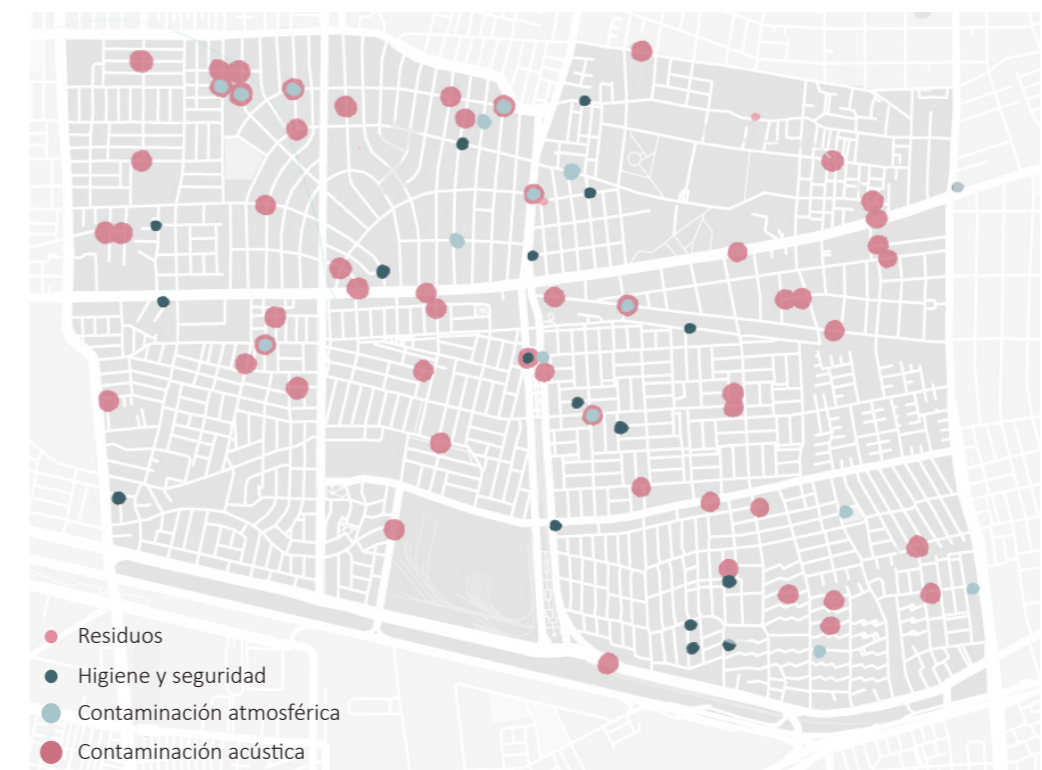 Residuos
Higiene y seguridad
Contaminación atmosférica
Contaminación acústica